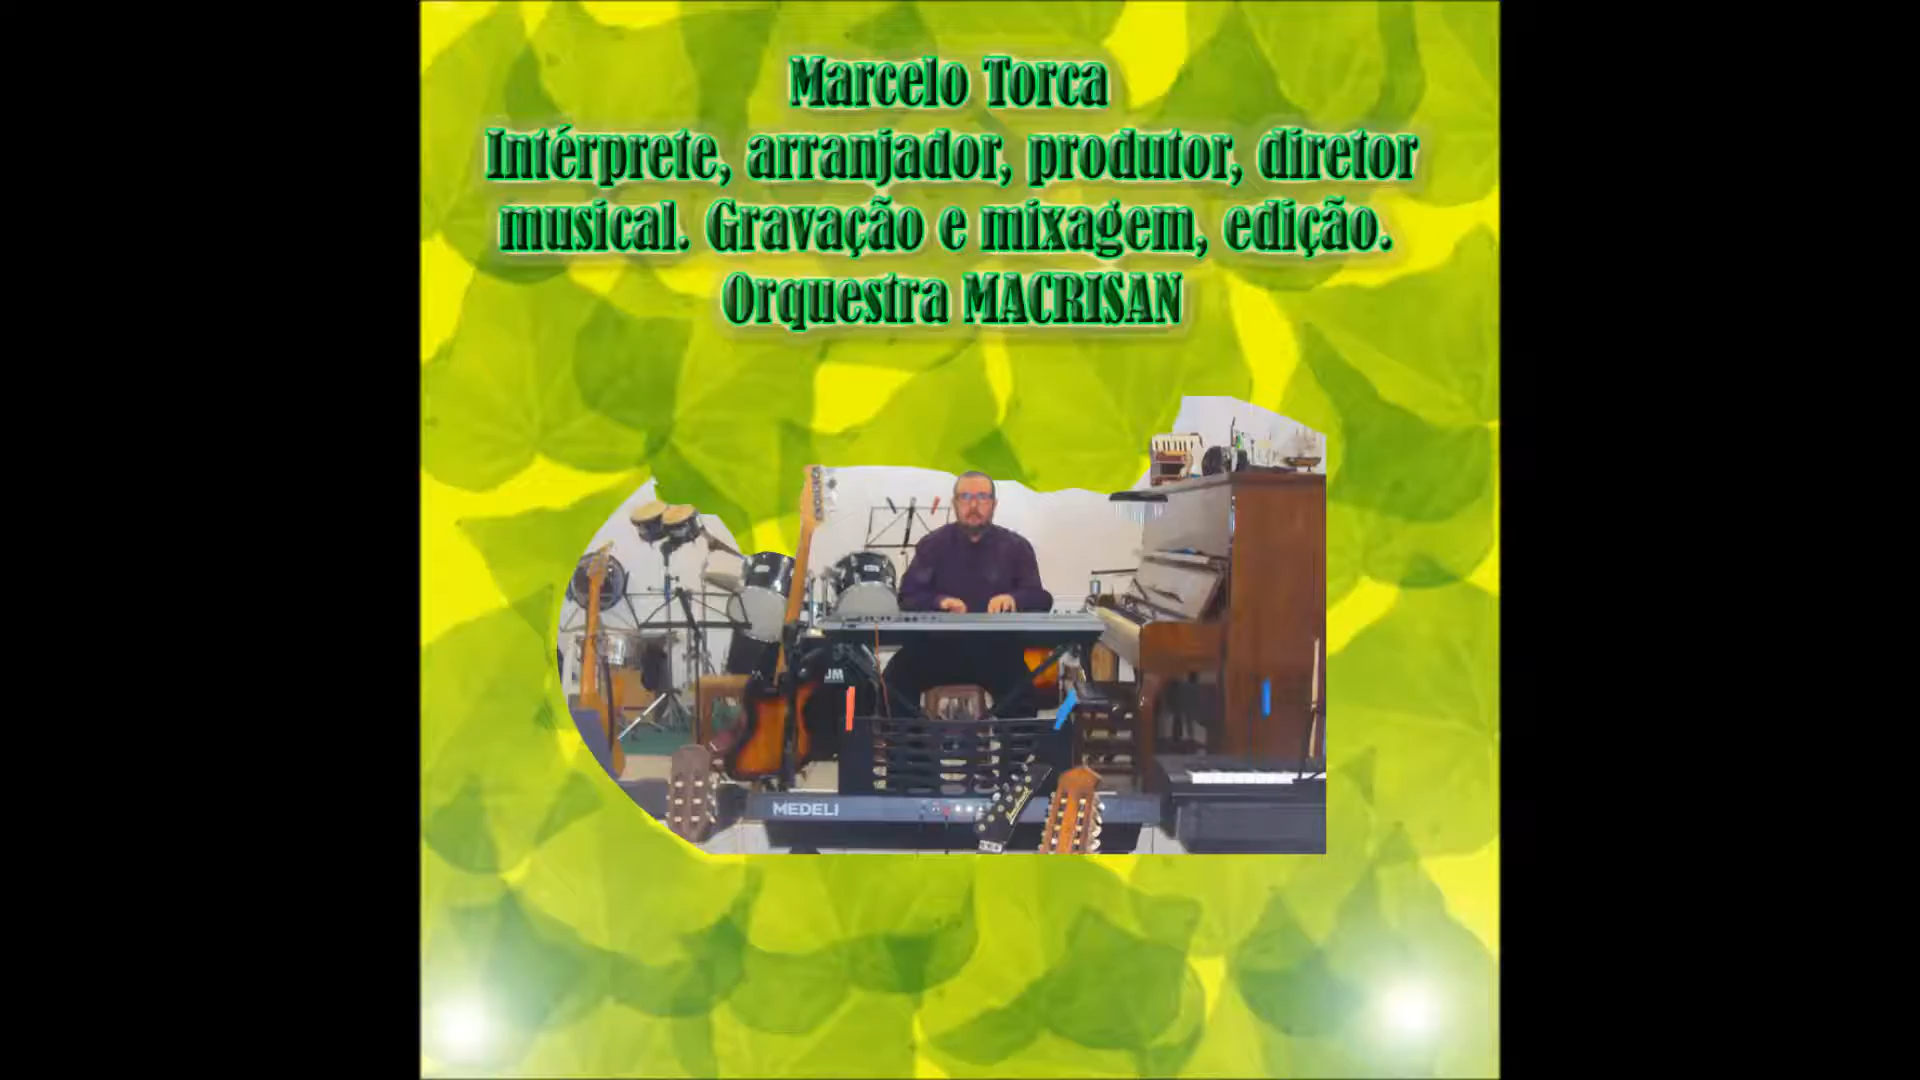 Marcelo Torca
Intérprete, arranjador, produtor, diretor
musical. Gravação e mixagem, edição.
Orquestra MACRISAN
JM
MEDELI